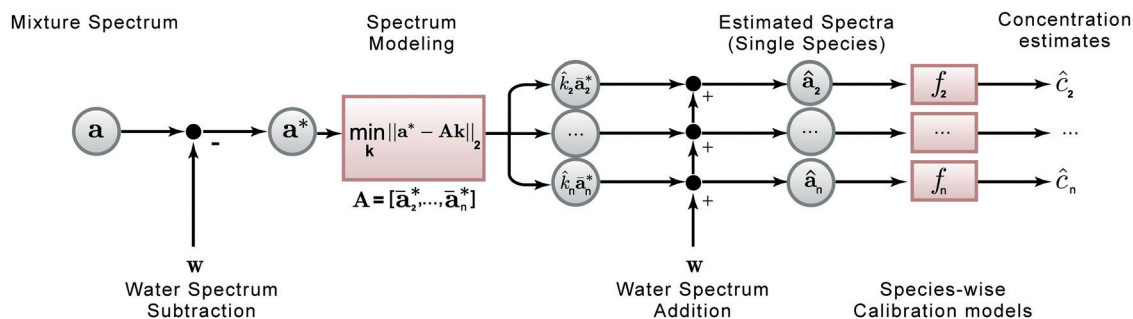 Mixture Spectrum
Spectrum
Modeling
Estimated Spectra
(Single Species)
Concentration
estimates
a
-
a*
min ||a* − Ak||₂
k
A = [ā₂*,..., āₙ*]
k̂₂ā₂*
...
k̂ₙāₙ*
+
+
+
â₂
...
âₙ
f₂
...
fₙ
ĉ₂
...
ĉₙ
w
Water Spectrum
Subtraction
w
Water Spectrum
Addition
Species-wise
Calibration models